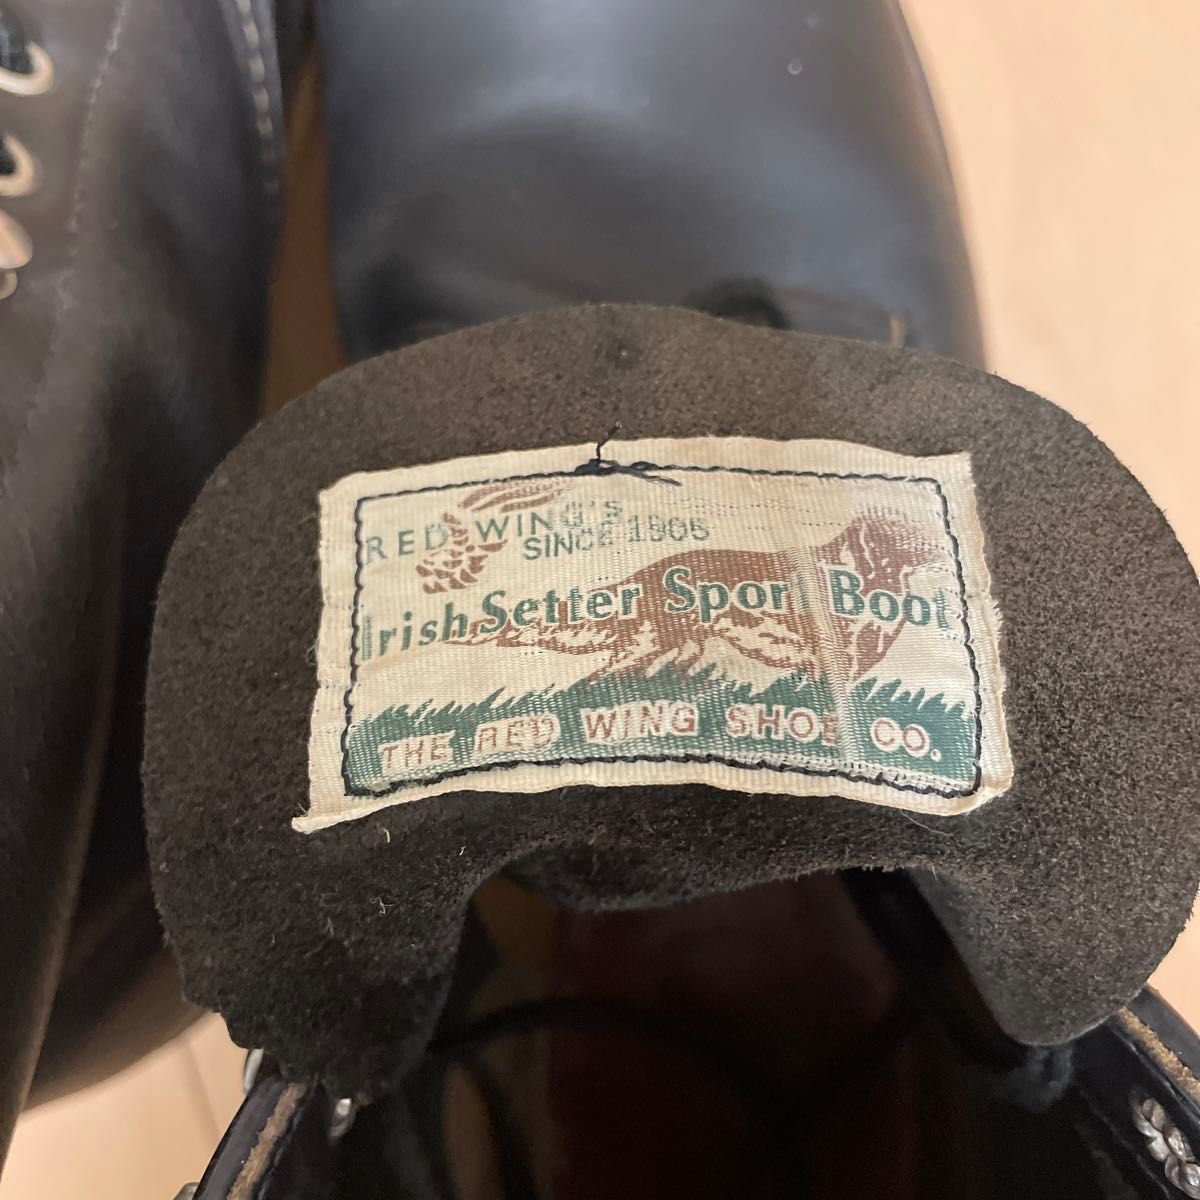 RED WING'S
SINCE 1905
Irish Setter Sport Boot
THE RED WING SHOE CO.